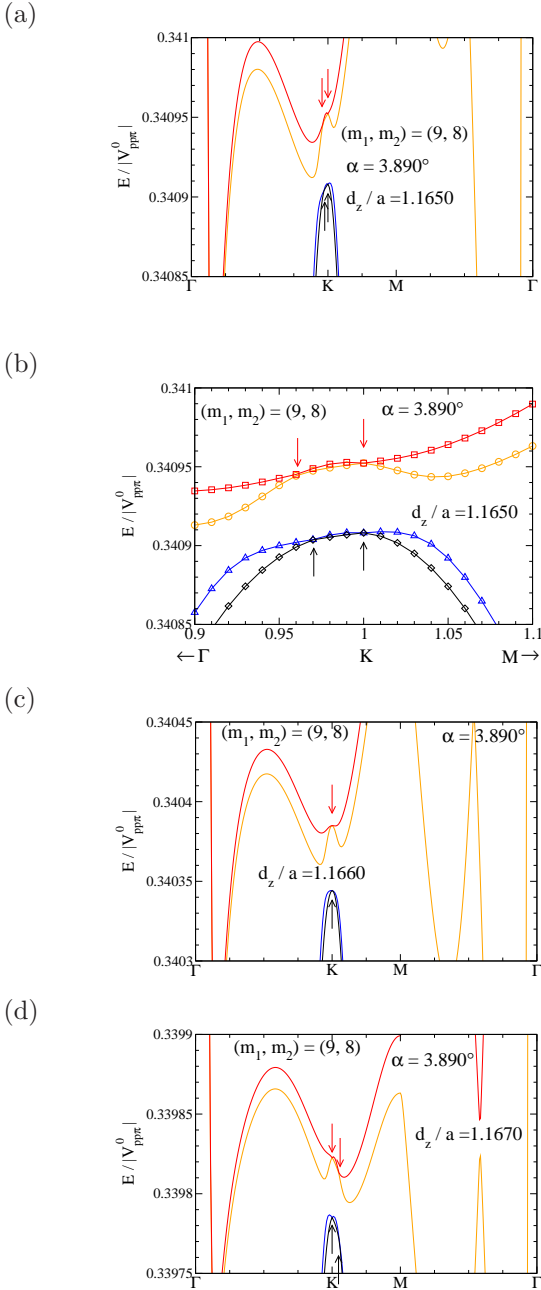 (a)
0.341
0.34095
0.3409
0.34085
E / |V⁰ppπ|
(m₁, m₂) = (9, 8)
α = 3.890°
d_z / a =1.1650
Γ K M Γ
(b)
0.341
0.34095
0.3409
0.34085
E / |V⁰ppπ|
(m₁, m₂) = (9, 8) α = 3.890°
d_z / a =1.1650
0.9 0.95 1 1.05 1.1
←Γ K M→
(c)
0.34045
0.3404
0.34035
0.3403
E / |V⁰ppπ|
(m₁, m₂) = (9, 8) α = 3.890°
d_z / a =1.1660
Γ K M Γ
(d)
0.3399
0.33985
0.3398
0.33975
E / |V⁰ppπ|
(m₁, m₂) = (9, 8)
α = 3.890°
d_z / a =1.1670
Γ K M Γ